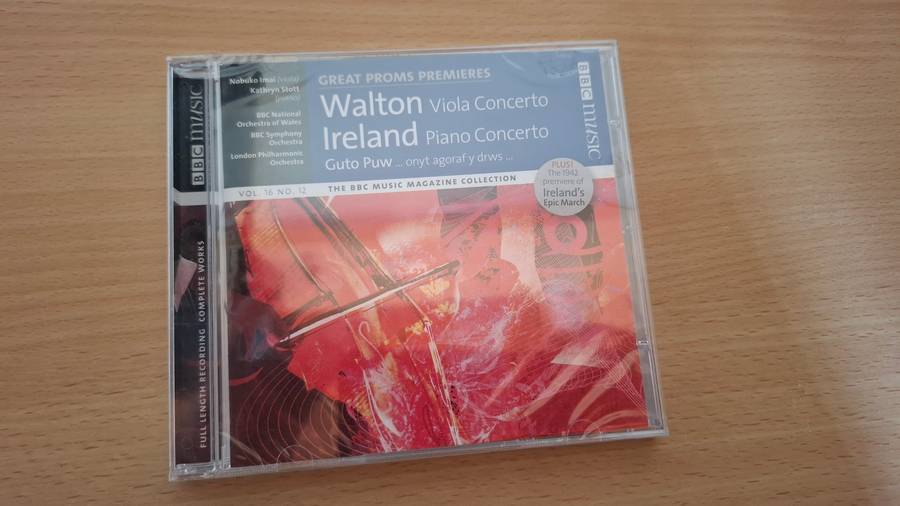 Nobuko Imai (viola)
Kathryn Stott
(piano)
BBC National
Orchestra of Wales
BBC Symphony
Orchestra
London Philharmonic
Orchestra
GREAT PROMS PREMIERES
Walton Viola Concerto
Ireland Piano Concerto
Guto Puw ... onyt agoraf y drws ...
BBC MUSIC
VOL. 16 NO. 12 THE BBC MUSIC MAGAZINE COLLECTION
PLUS!
The 1942
premiere of
Ireland's
Epic March
BBC MUSIC
FULL LENGTH RECORDING COMPLETE WORKS